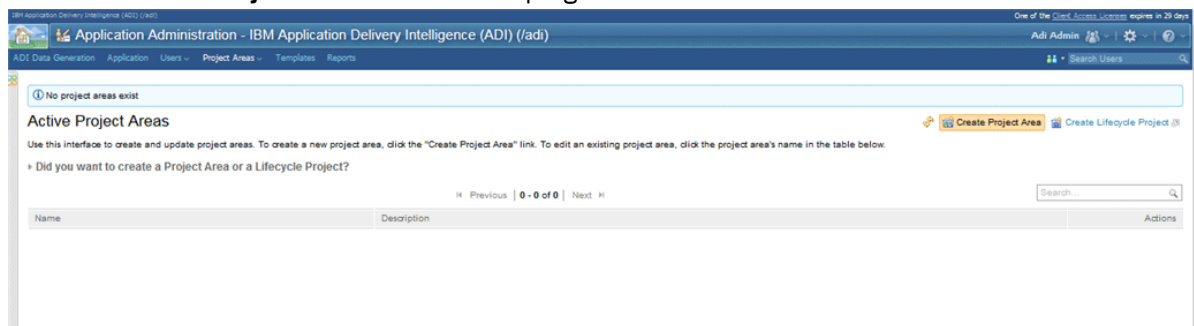 IBM Application Delivery Intelligence (ADI) (/adi)
One of the Client Access Licenses expires in 29 days
Application Administration - IBM Application Delivery Intelligence (ADI) (/adi)
Adi Admin
ADI Data Generation Application Users Project Areas Templates Reports
Search Users
No project areas exist
Active Project Areas
Create Project Area Create Lifecycle Project
Use this interface to create and update project areas. To create a new project area, click the "Create Project Area" link. To edit an existing project area, click the project area's name in the table below.
Did you want to create a Project Area or a Lifecycle Project?
Previous | 0 - 0 of 0 | Next
Search...
Name Description Actions